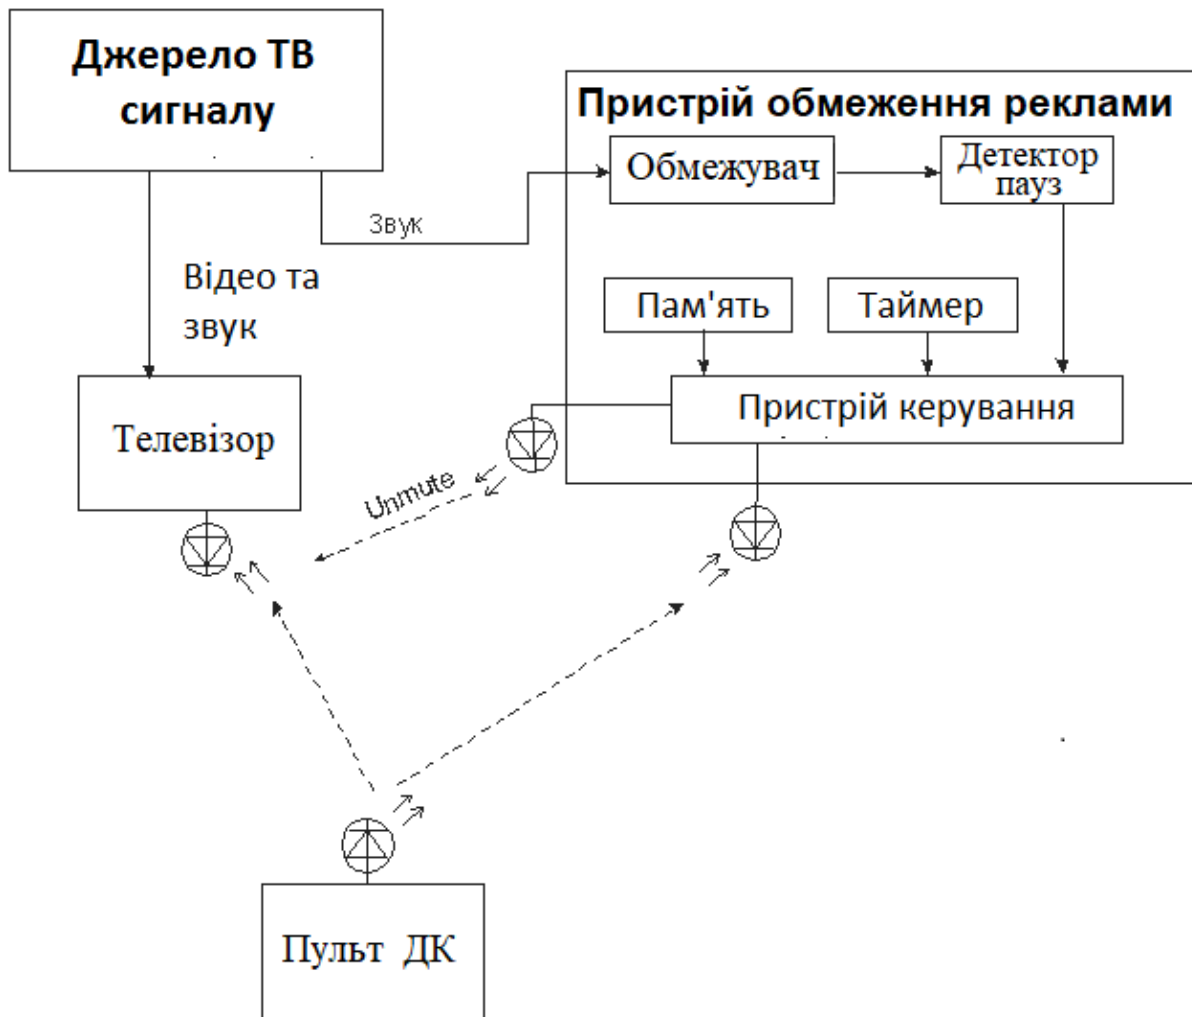 Джерело ТВ
сигналу
Пристрій обмеження реклами
Обмежувач
Детектор
пауз
Звук
Відео та
звук
Пам'ять
Таймер
Пристрій керування
Телевізор
Unmute
Пульт ДК